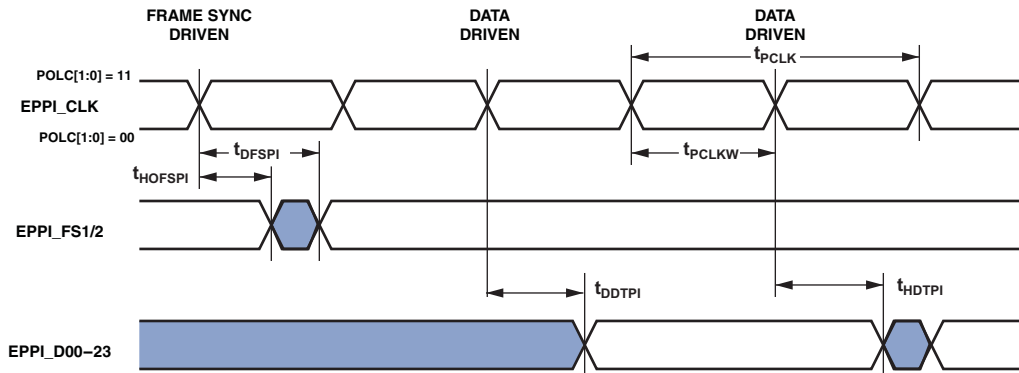 FRAME SYNC
DRIVEN
DATA
DRIVEN
DATA
DRIVEN
tPCLK
POLC[1:0] = 11
EPPI_CLK
POLC[1:0] = 00
tDFSPI
tPCLKW
tHOFSPI
EPPI_FS1/2
tDDTPI
tHDTPI
EPPI_D00–23